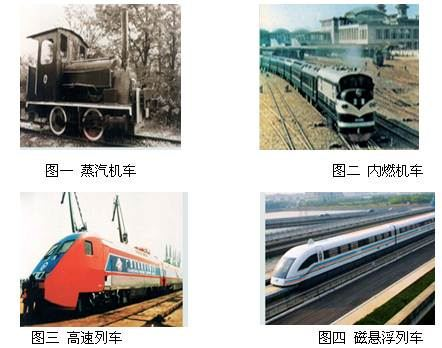 图一 蒸汽机车
图二 内燃机车
图三 高速列车
图四 磁悬浮列车